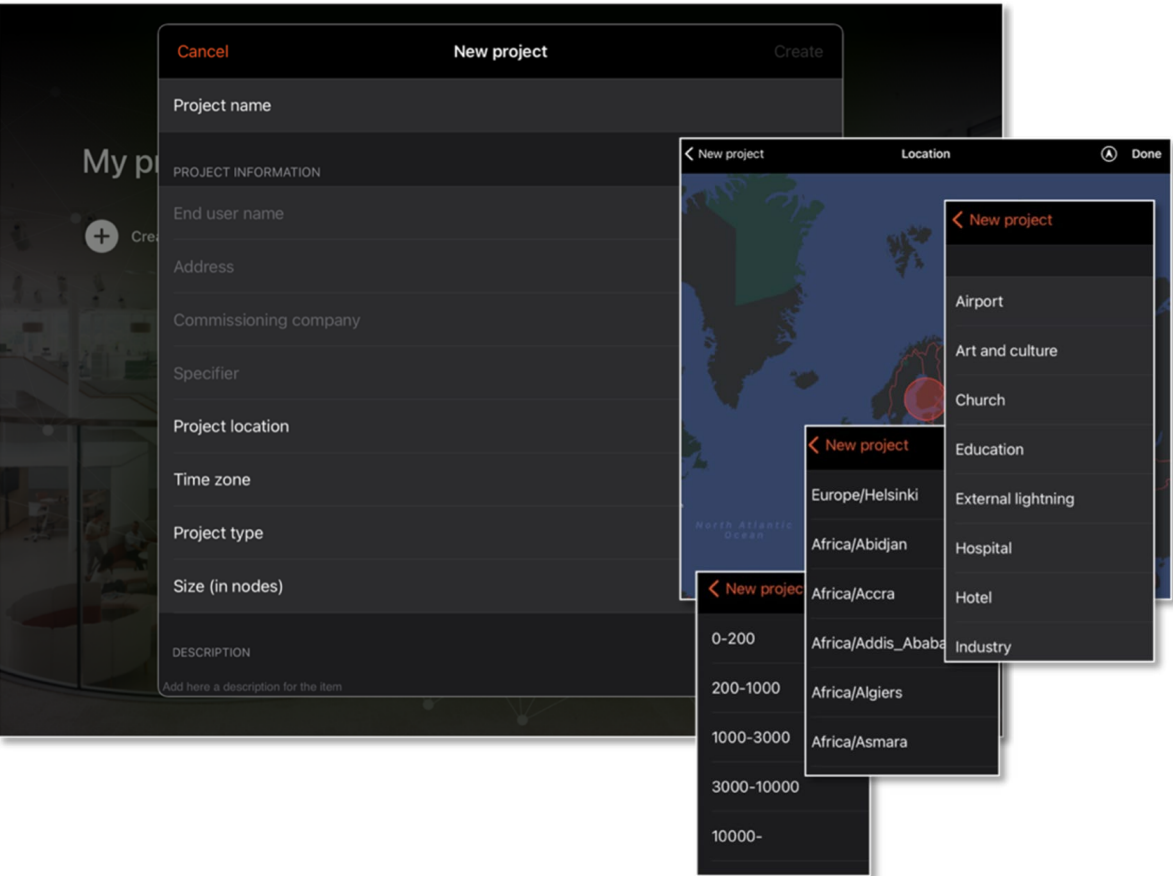 Cancel
New project
Create
Project name
My p
PROJECT INFORMATION
End user name
Crea
Address
Commissioning company
Specifier
Project location
Time zone
Project type
Size (in nodes)
DESCRIPTION
Add here a description for the item
New project
Location
Done
North Atlantic
Ocean
New project
Airport
Art and culture
Church
Education
External lightning
Hospital
Hotel
Industry
New project
Europe/Helsinki
Africa/Abidjan
Africa/Accra
Africa/Addis_Ababa
Africa/Algiers
Africa/Asmara
New projec
0-200
200-1000
1000-3000
3000-10000
10000-